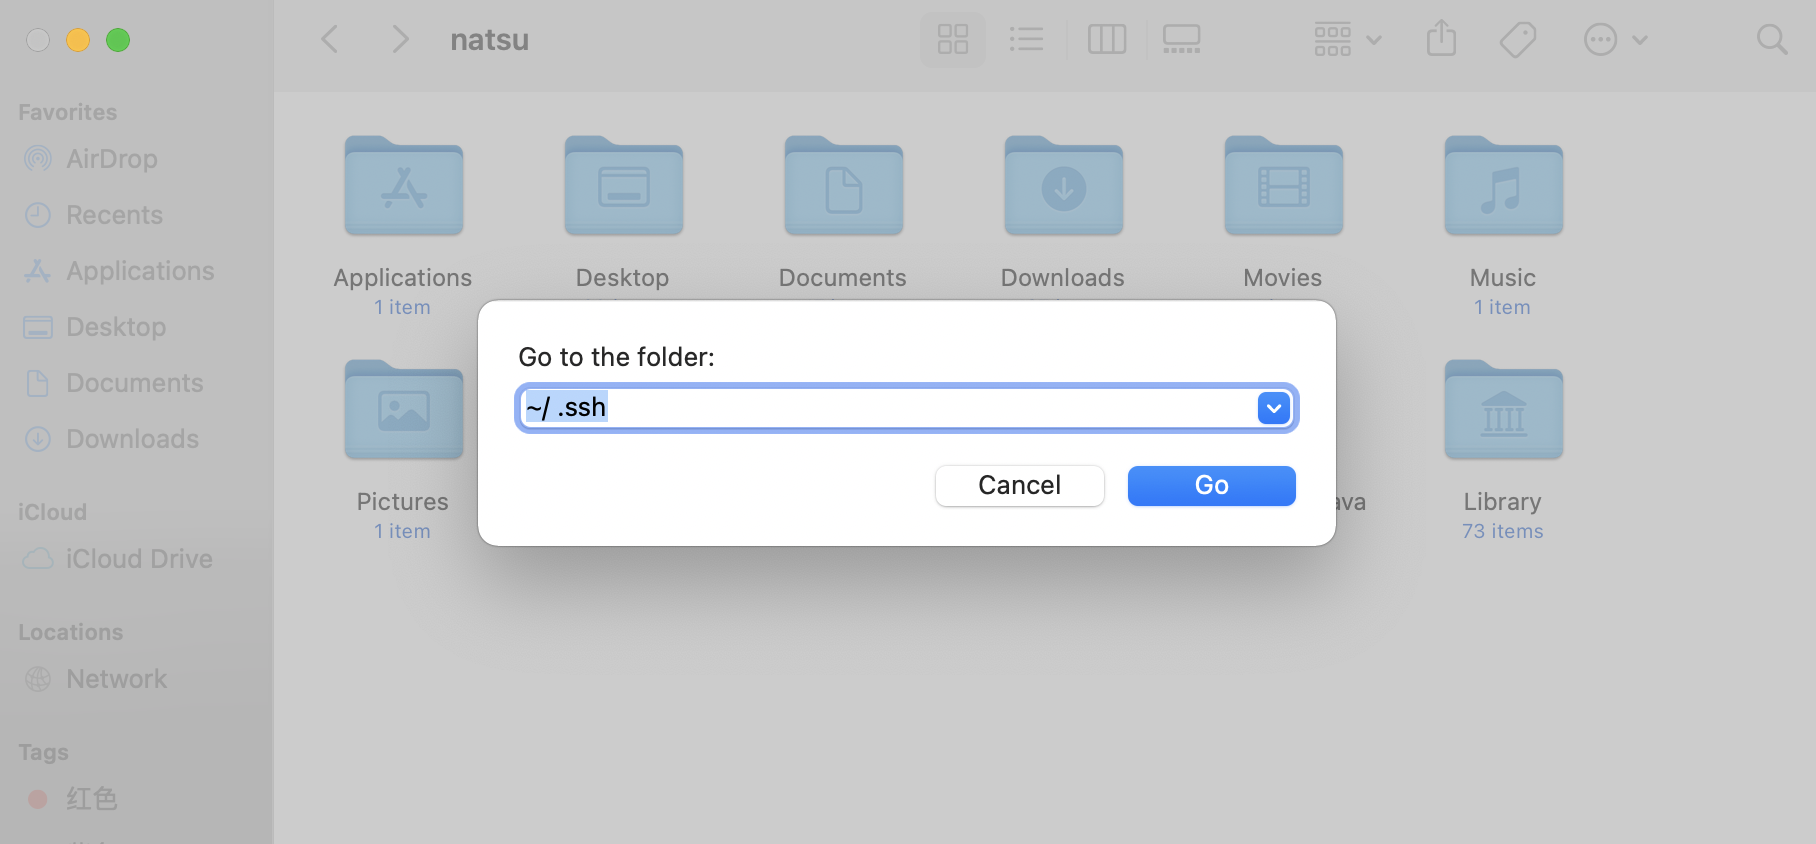 natsu
Favorites
AirDrop
Recents
Applications
Desktop
Documents
Downloads
iCloud
iCloud Drive
Locations
Network
Tags
红色
Applications
1 item
Desktop
Documents
Downloads
Movies
Music
1 item
Go to the folder:
~/ .ssh
Cancel
Go
Pictures
1 item
Library
73 items